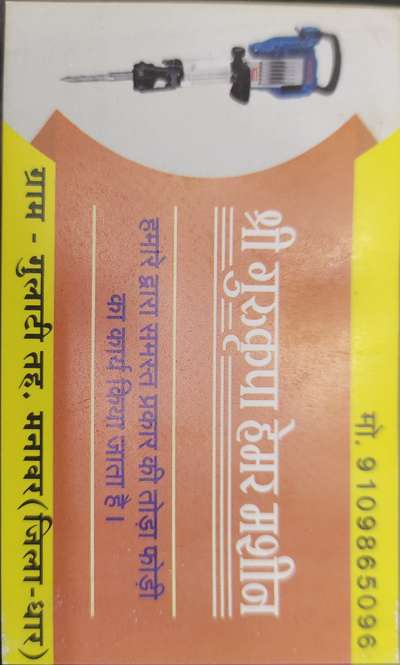 मो. 9109865096
श्री गुरुकृपा हेमर मशीन
हमारे द्वारा समस्त प्रकार की तोडा फोडी
का कार्य किया जाता है।
ग्राम - गुलाटी तह. मनावर (जिला-धार)